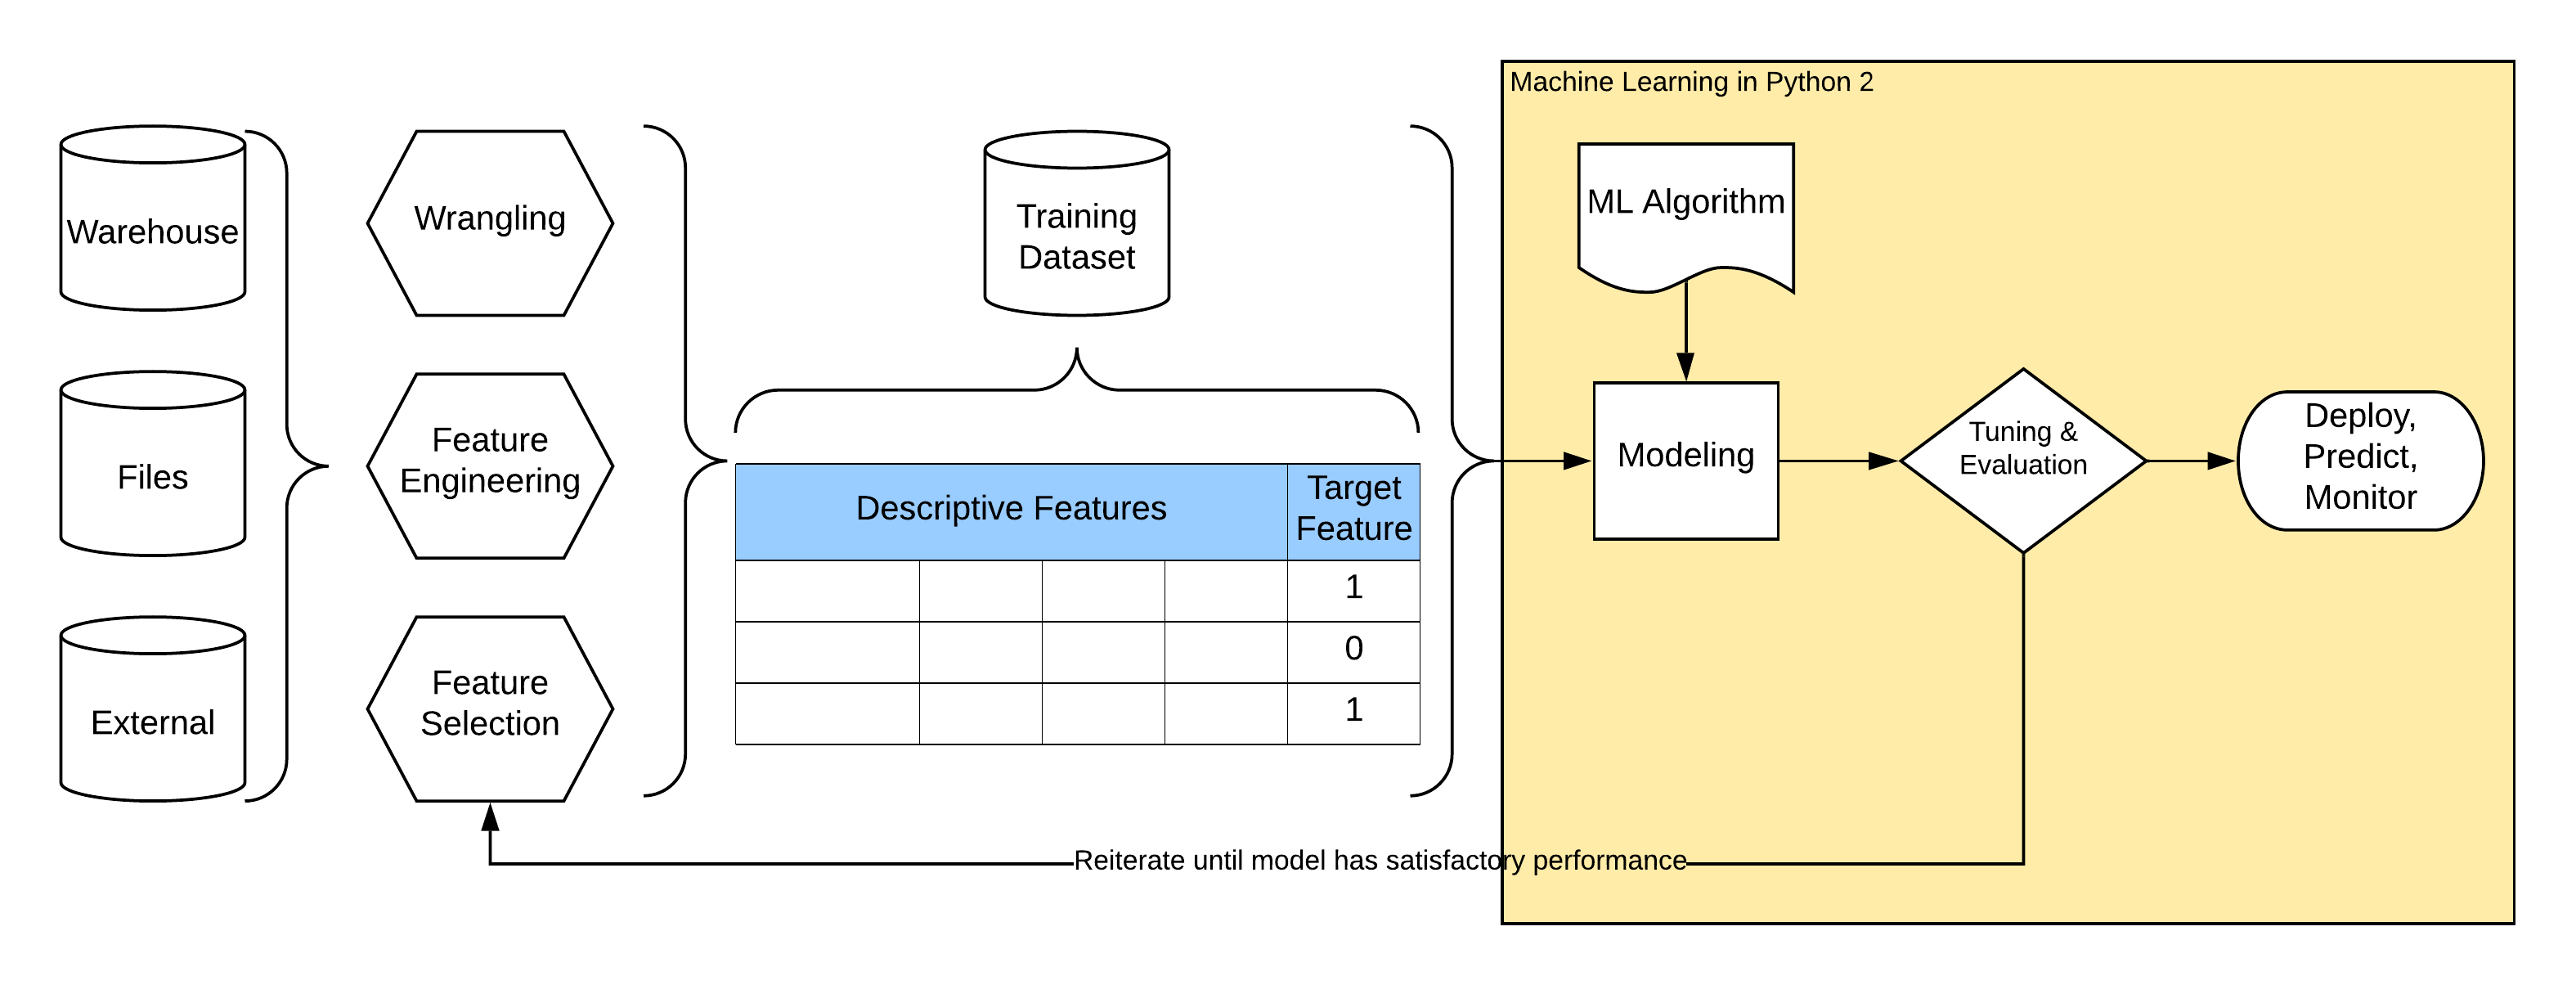 Machine Learning in Python 2
Warehouse
Files
External
Wrangling
Feature
Engineering
Feature
Selection
Training
Dataset
Descriptive Features
Target
Feature
1
0
1
ML Algorithm
Modeling
Tuning &
Evaluation
Deploy,
Predict,
Monitor
Reiterate until model has satisfactory performance